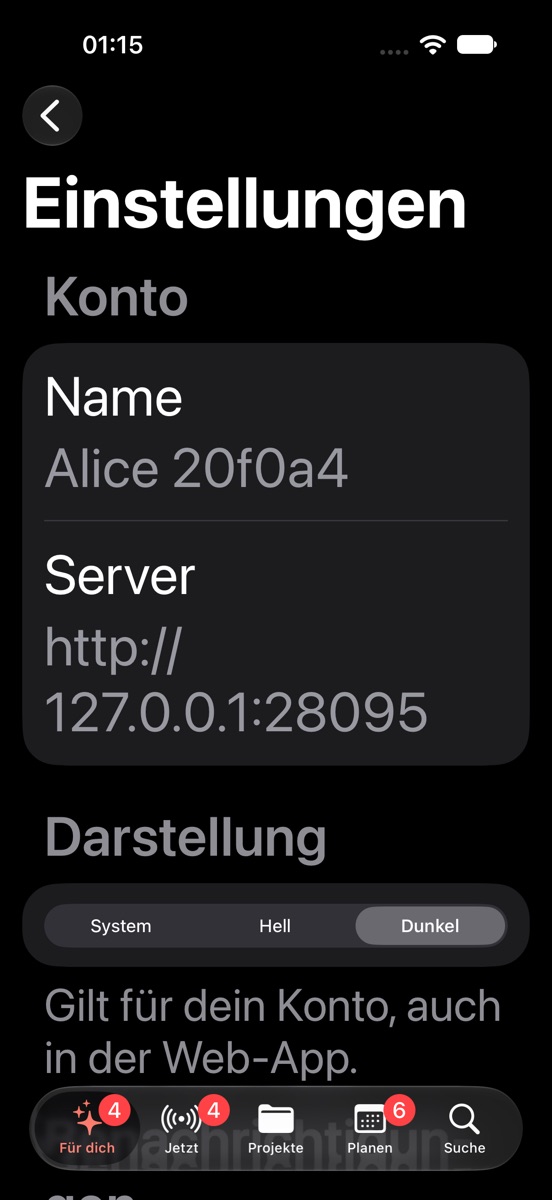 01:15
Einstellungen
Konto
Name
Alice 20f0a4
Server
http://
127.0.0.1:28095
Darstellung
System Hell Dunkel
Gilt für dein Konto, auch
in der Web-App.
4 4 6
Für dich Jetzt Projekte Planen Suche